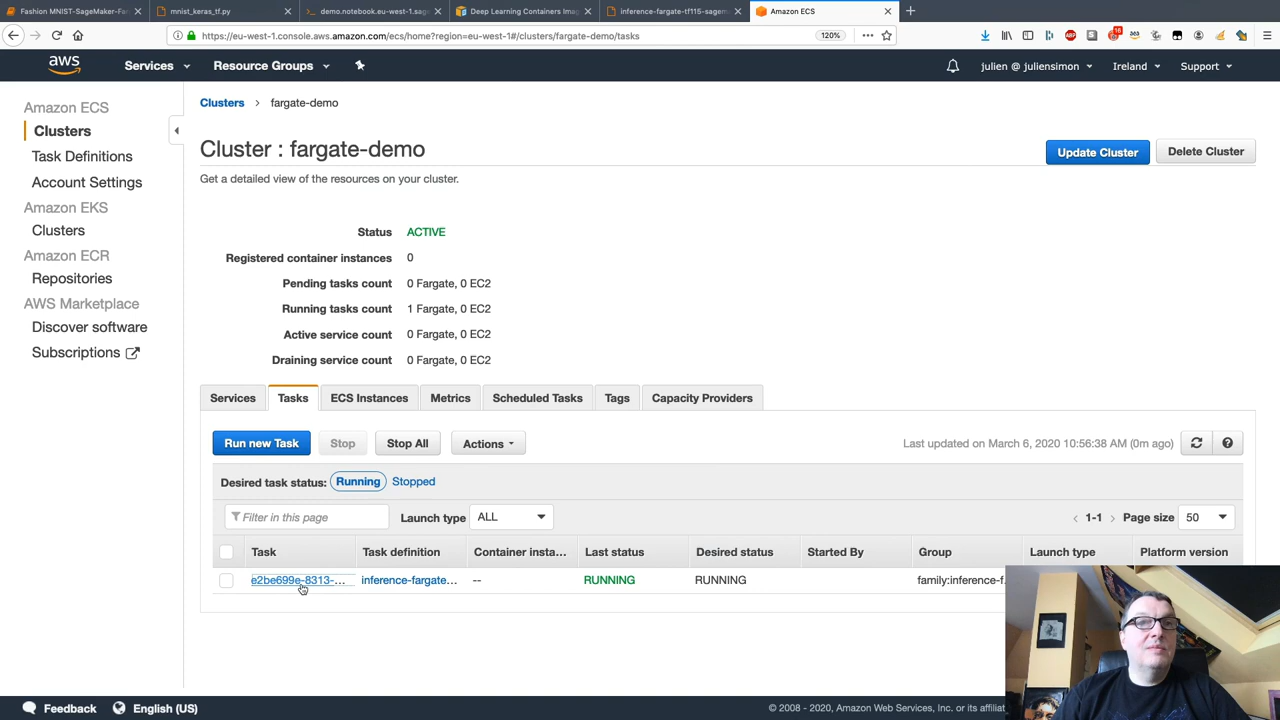 Fashion MNIST-SageMaker-Far
mnist_keras_tf.py
demo.notebook.eu-west-1.sag
Deep Learning Containers Ima
inference-fargate-tf115-sagem
Amazon ECS
https://eu-west-1.console.aws.amazon.com/ecs/home?region=eu-west-1#/clusters/fargate-demo/tasks
120%
aws
Services
Resource Groups
julien @ juliensimon
Ireland
Support
Amazon ECS
Clusters
Task Definitions
Account Settings
Amazon EKS
Clusters
Amazon ECR
Repositories
AWS Marketplace
Discover software
Subscriptions
Clusters > fargate-demo
Cluster : fargate-demo
Update Cluster
Delete Cluster
Get a detailed view of the resources on your cluster.
Status ACTIVE
Registered container instances 0
Pending tasks count 0 Fargate, 0 EC2
Running tasks count 1 Fargate, 0 EC2
Active service count 0 Fargate, 0 EC2
Draining service count 0 Fargate, 0 EC2
Services Tasks ECS Instances Metrics Scheduled Tasks Tags Capacity Providers
Run new Task Stop Stop All Actions
Last updated on March 6, 2020 10:56:38 AM (0m ago)
Desired task status: Running Stopped
Filter in this page Launch type ALL < 1-1 > Page size 50
Task Task definition Container insta... Last status Desired status Started By Group Launch type Platform version
e2be699e-8313-... inference-fargate... -- RUNNING RUNNING family:inference-f
Feedback English (US)
© 2008 - 2020, Amazon Web Services, Inc. or its affiliat